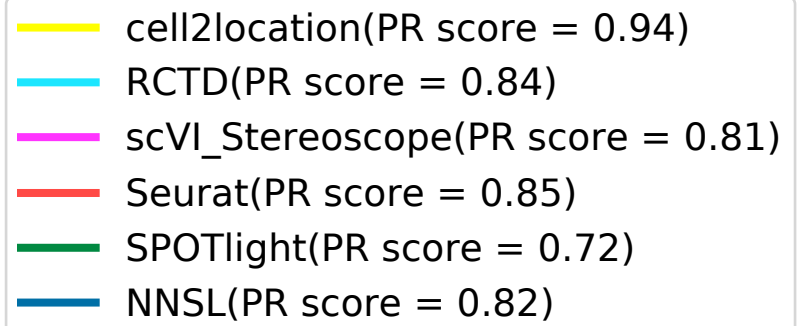 cell2location(PR score = 0.94)
RCTD(PR score = 0.84)
scVI_Stereoscope(PR score = 0.81)
Seurat(PR score = 0.85)
SPOTlight(PR score = 0.72)
NNSL(PR score = 0.82)